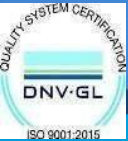 QUALITY SYSTEM CERTIFICATION
DNV·GL
ISO 9001:2015